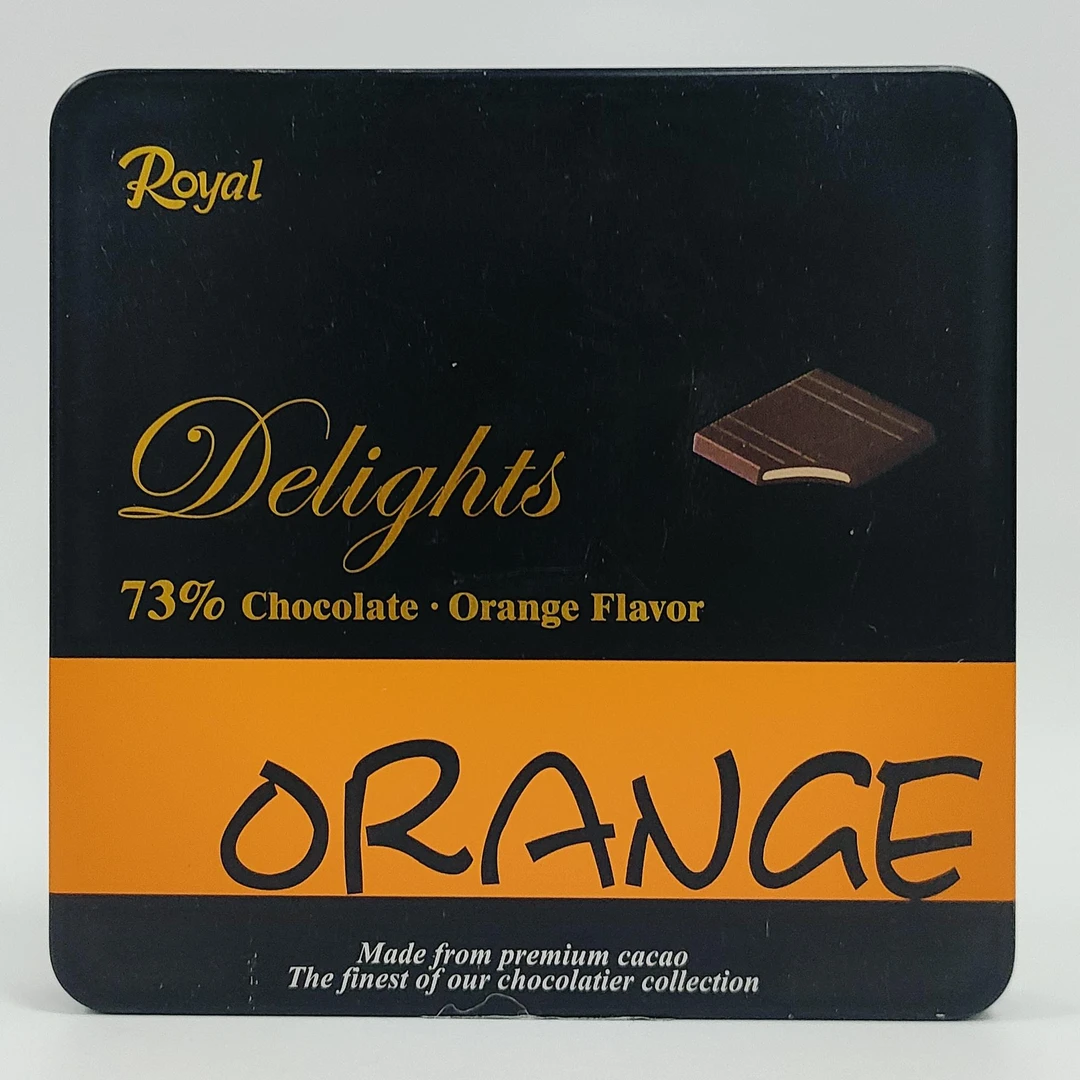 Royal
Delights
73% Chocolate · Orange Flavor
ORANGE
Made from premium cacao
The finest of our chocolatier collection